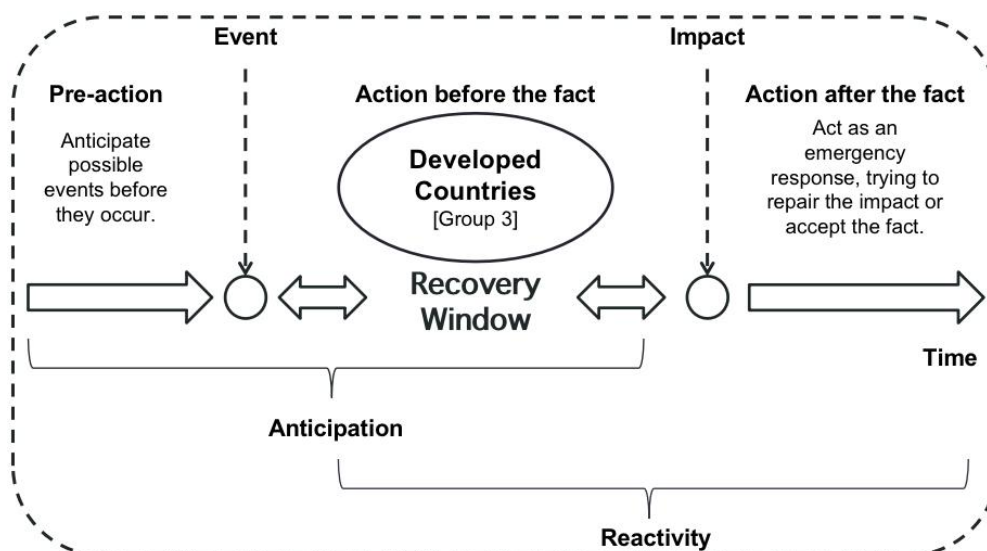 Event
Impact
Pre-action
Anticipate
possible
events before
they occur.
Action before the fact
Developed
Countries
[Group 3]
Recovery
Window
Action after the fact
Act as an
emergency
response, trying to
repair the impact or
accept the fact.
Time
Anticipation
Reactivity